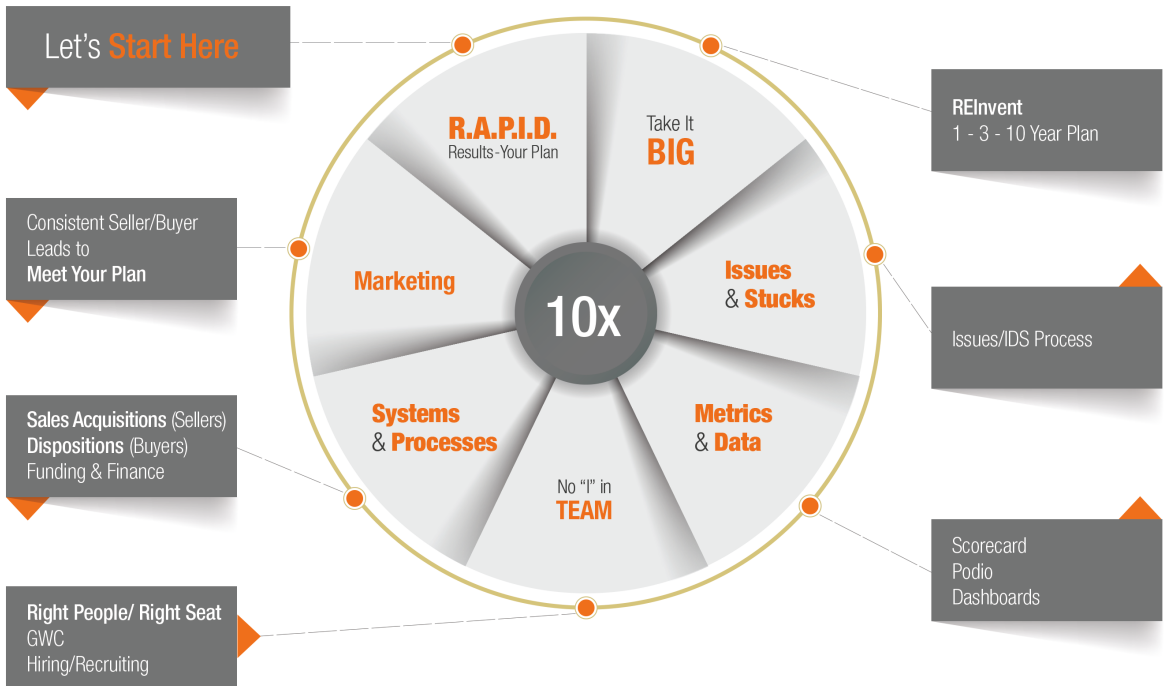 Let's Start Here
R.A.P.I.D.
Results-Your Plan
Take It
BIG
REInvent
1 - 3 - 10 Year Plan
Consistent Seller/Buyer
Leads to
Meet Your Plan
Marketing
10x
Issues
& Stucks
Issues/IDS Process
Sales Acquisitions (Sellers)
Dispositions (Buyers)
Funding & Finance
Systems
& Processes
Metrics
& Data
No “I” in
TEAM
Scorecard
Podio
Dashboards
Right People/ Right Seat
GWC
Hiring/Recruiting